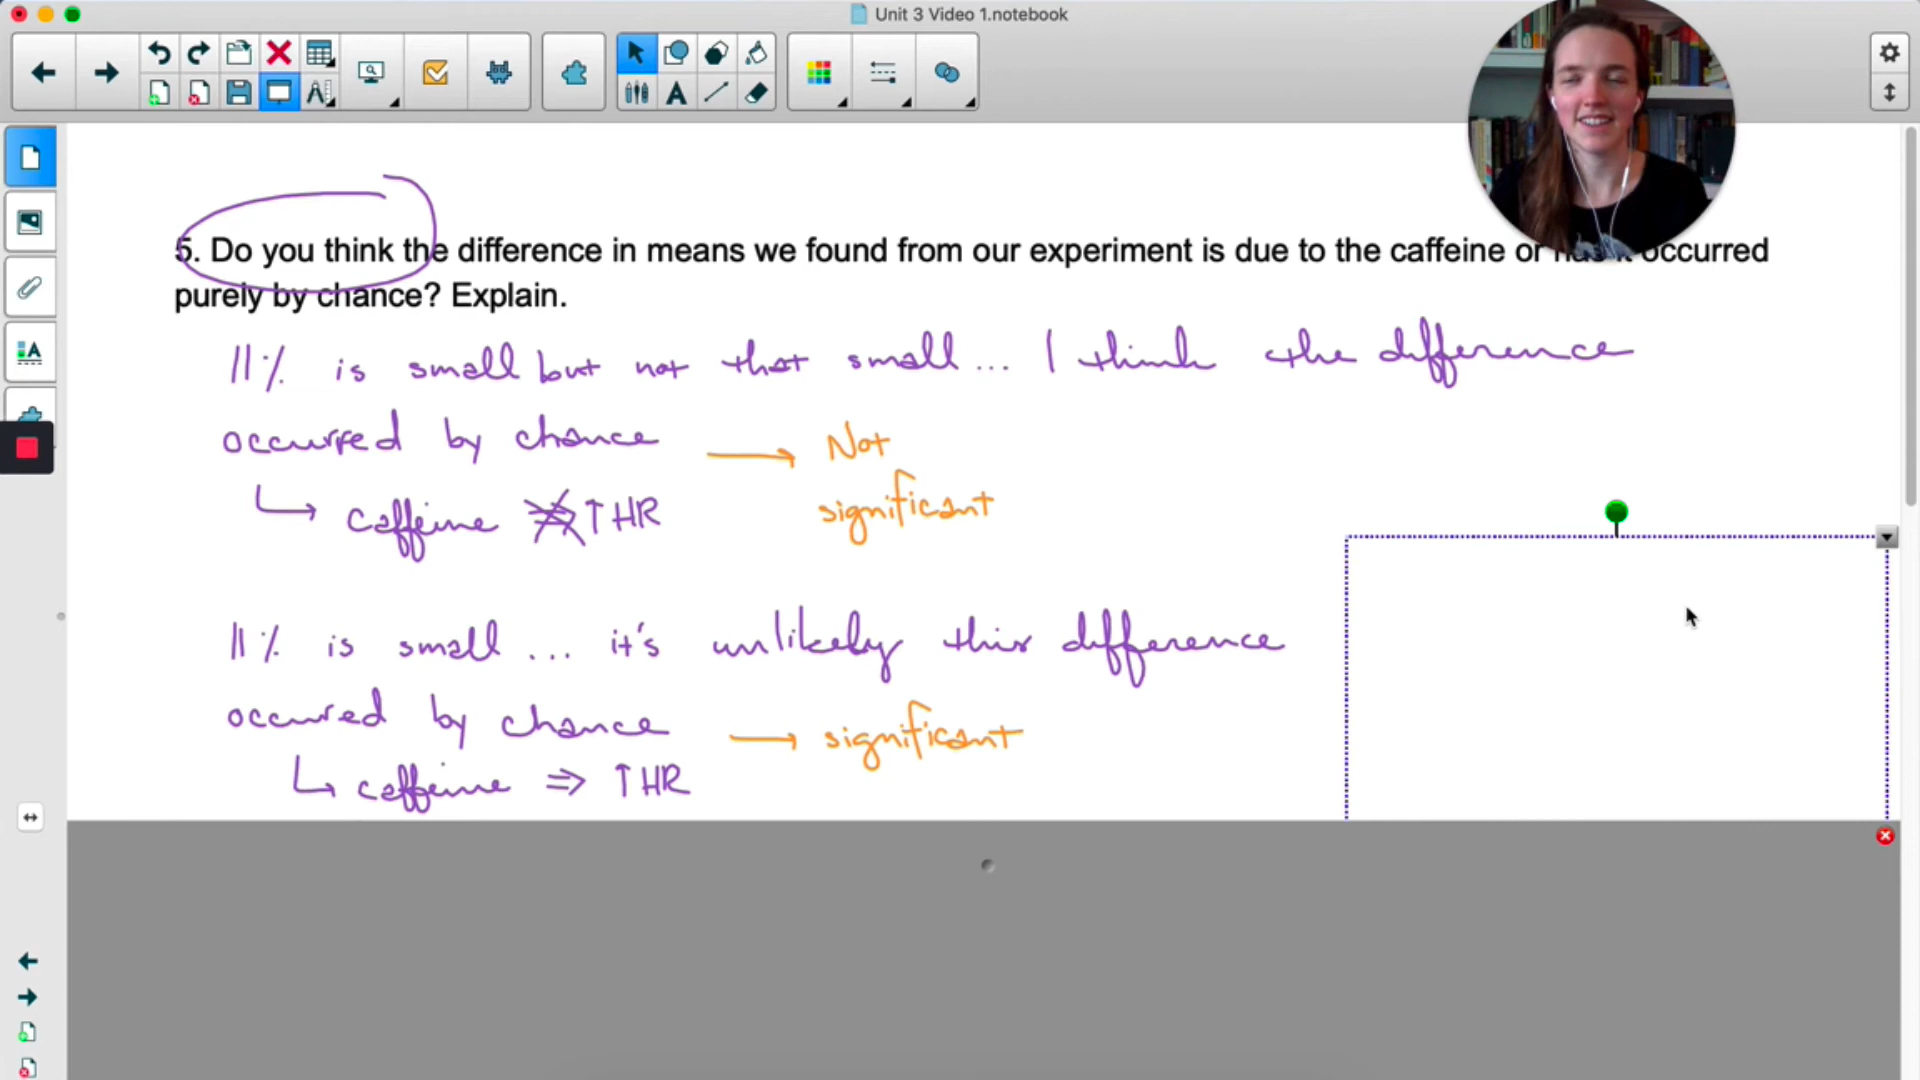 Unit 3 Video 1.notebook
5. Do you think the difference in means we found from our experiment is due to the caffeine or has it occurred
purely by chance? Explain.
11% is small but not that small... I think the difference
occurred by chance → Not
significant
↳ caffeine ⇏ ↑HR
11% is small ... it's unlikely this difference
occured by chance → significant
↳ caffeine ⇒ ↑HR